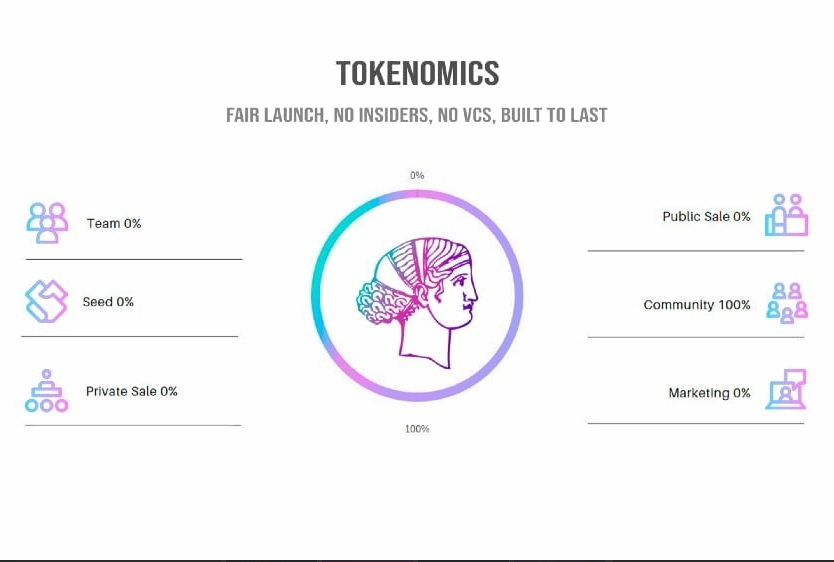 TOKENOMICS
FAIR LAUNCH, NO INSIDERS, NO VCS, BUILT TO LAST
0%
Team 0%
Seed 0%
Private Sale 0%
Public Sale 0%
Community 100%
Marketing 0%
100%